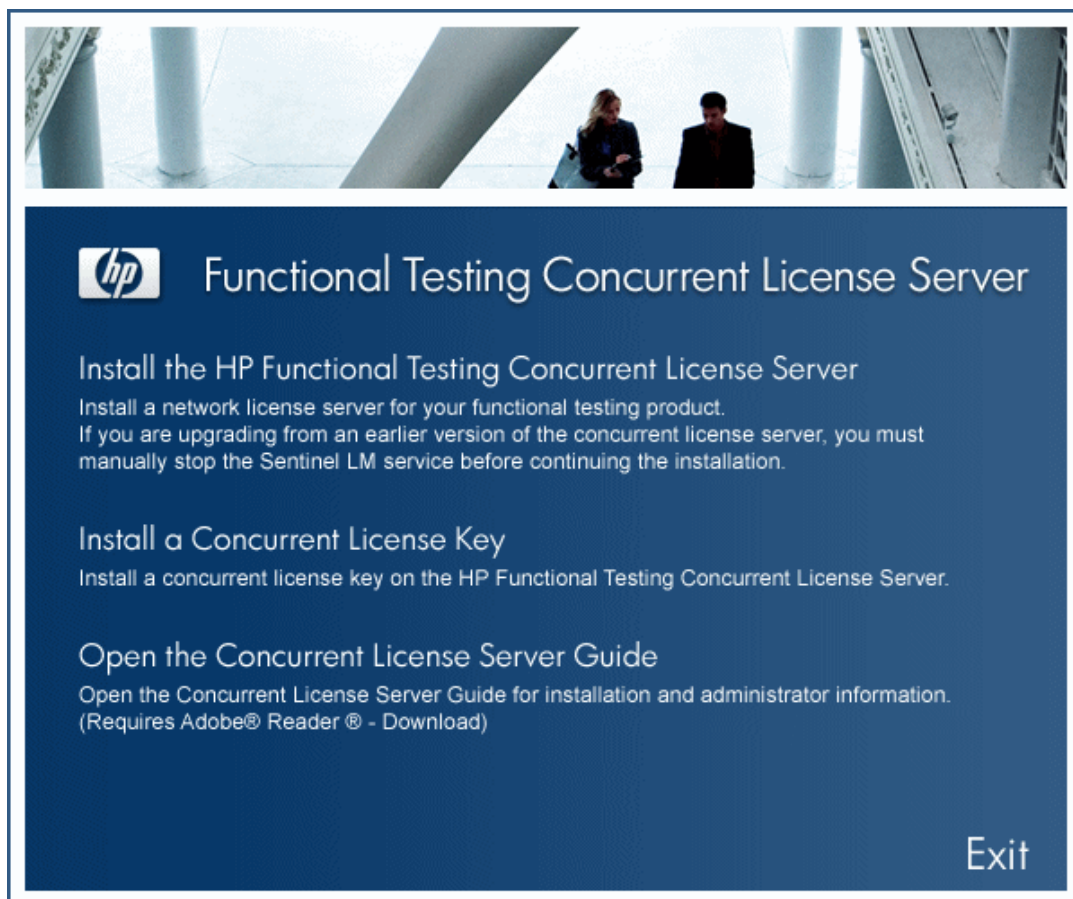 hp Functional Testing Concurrent License Server
Install the HP Functional Testing Concurrent License Server
Install a network license server for your functional testing product.
If you are upgrading from an earlier version of the concurrent license server, you must
manually stop the Sentinel LM service before continuing the installation.
Install a Concurrent License Key
Install a concurrent license key on the HP Functional Testing Concurrent License Server.
Open the Concurrent License Server Guide
Open the Concurrent License Server Guide for installation and administrator information.
(Requires Adobe® Reader ® - Download)
Exit